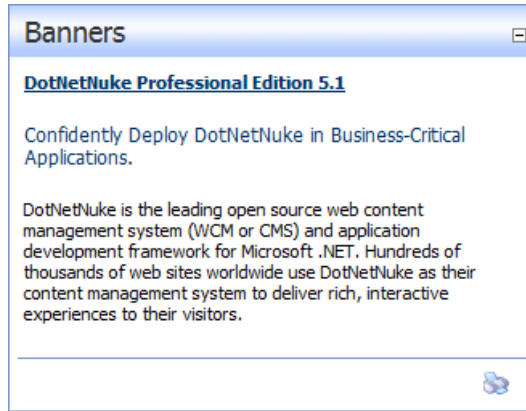 Banners
DotNetNuke Professional Edition 5.1
Confidently Deploy DotNetNuke in Business-Critical
Applications.
DotNetNuke is the leading open source web content
management system (WCM or CMS) and application
development framework for Microsoft .NET. Hundreds of
thousands of web sites worldwide use DotNetNuke as their
content management system to deliver rich, interactive
experiences to their visitors.